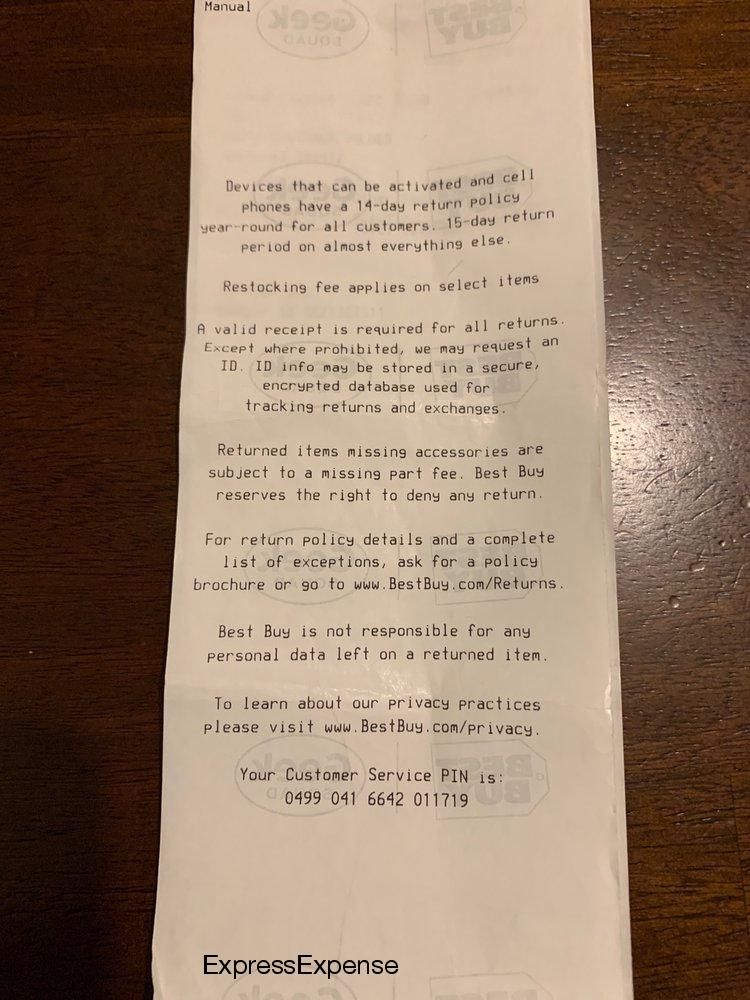 Manual
Devices that can be activated and cell
phones have a 14-day return policy
year-round for all customers. 15-day return
period on almost everything else.
Restocking fee applies on select items
A valid receipt is required for all returns.
Except where prohibited, we may request an
ID. ID info may be stored in a secure,
encrypted database used for
tracking returns and exchanges.
Returned items missing accessories are
subject to a missing part fee. Best Buy
reserves the right to deny any return.
For return policy details and a complete
list of exceptions, ask for a policy
brochure or go to www.BestBuy.com/Returns.
Best Buy is not responsible for any
personal data left on a returned item.
To learn about our privacy practices
please visit www.BestBuy.com/privacy.
Your Customer Service PIN is:
0499 041 6642 011719
ExpressExpense